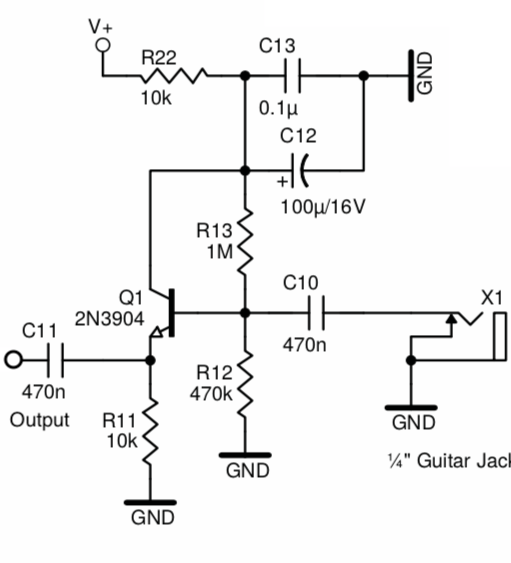 V+
R22
10k
C13
0.1µ
GND
C12
+
100µ/16V
R13
1M
Q1
2N3904
C10
470n
X1
C11
470n
Output
R12
470k
R11
10k
GND
GND
GND
¼" Guitar Jack